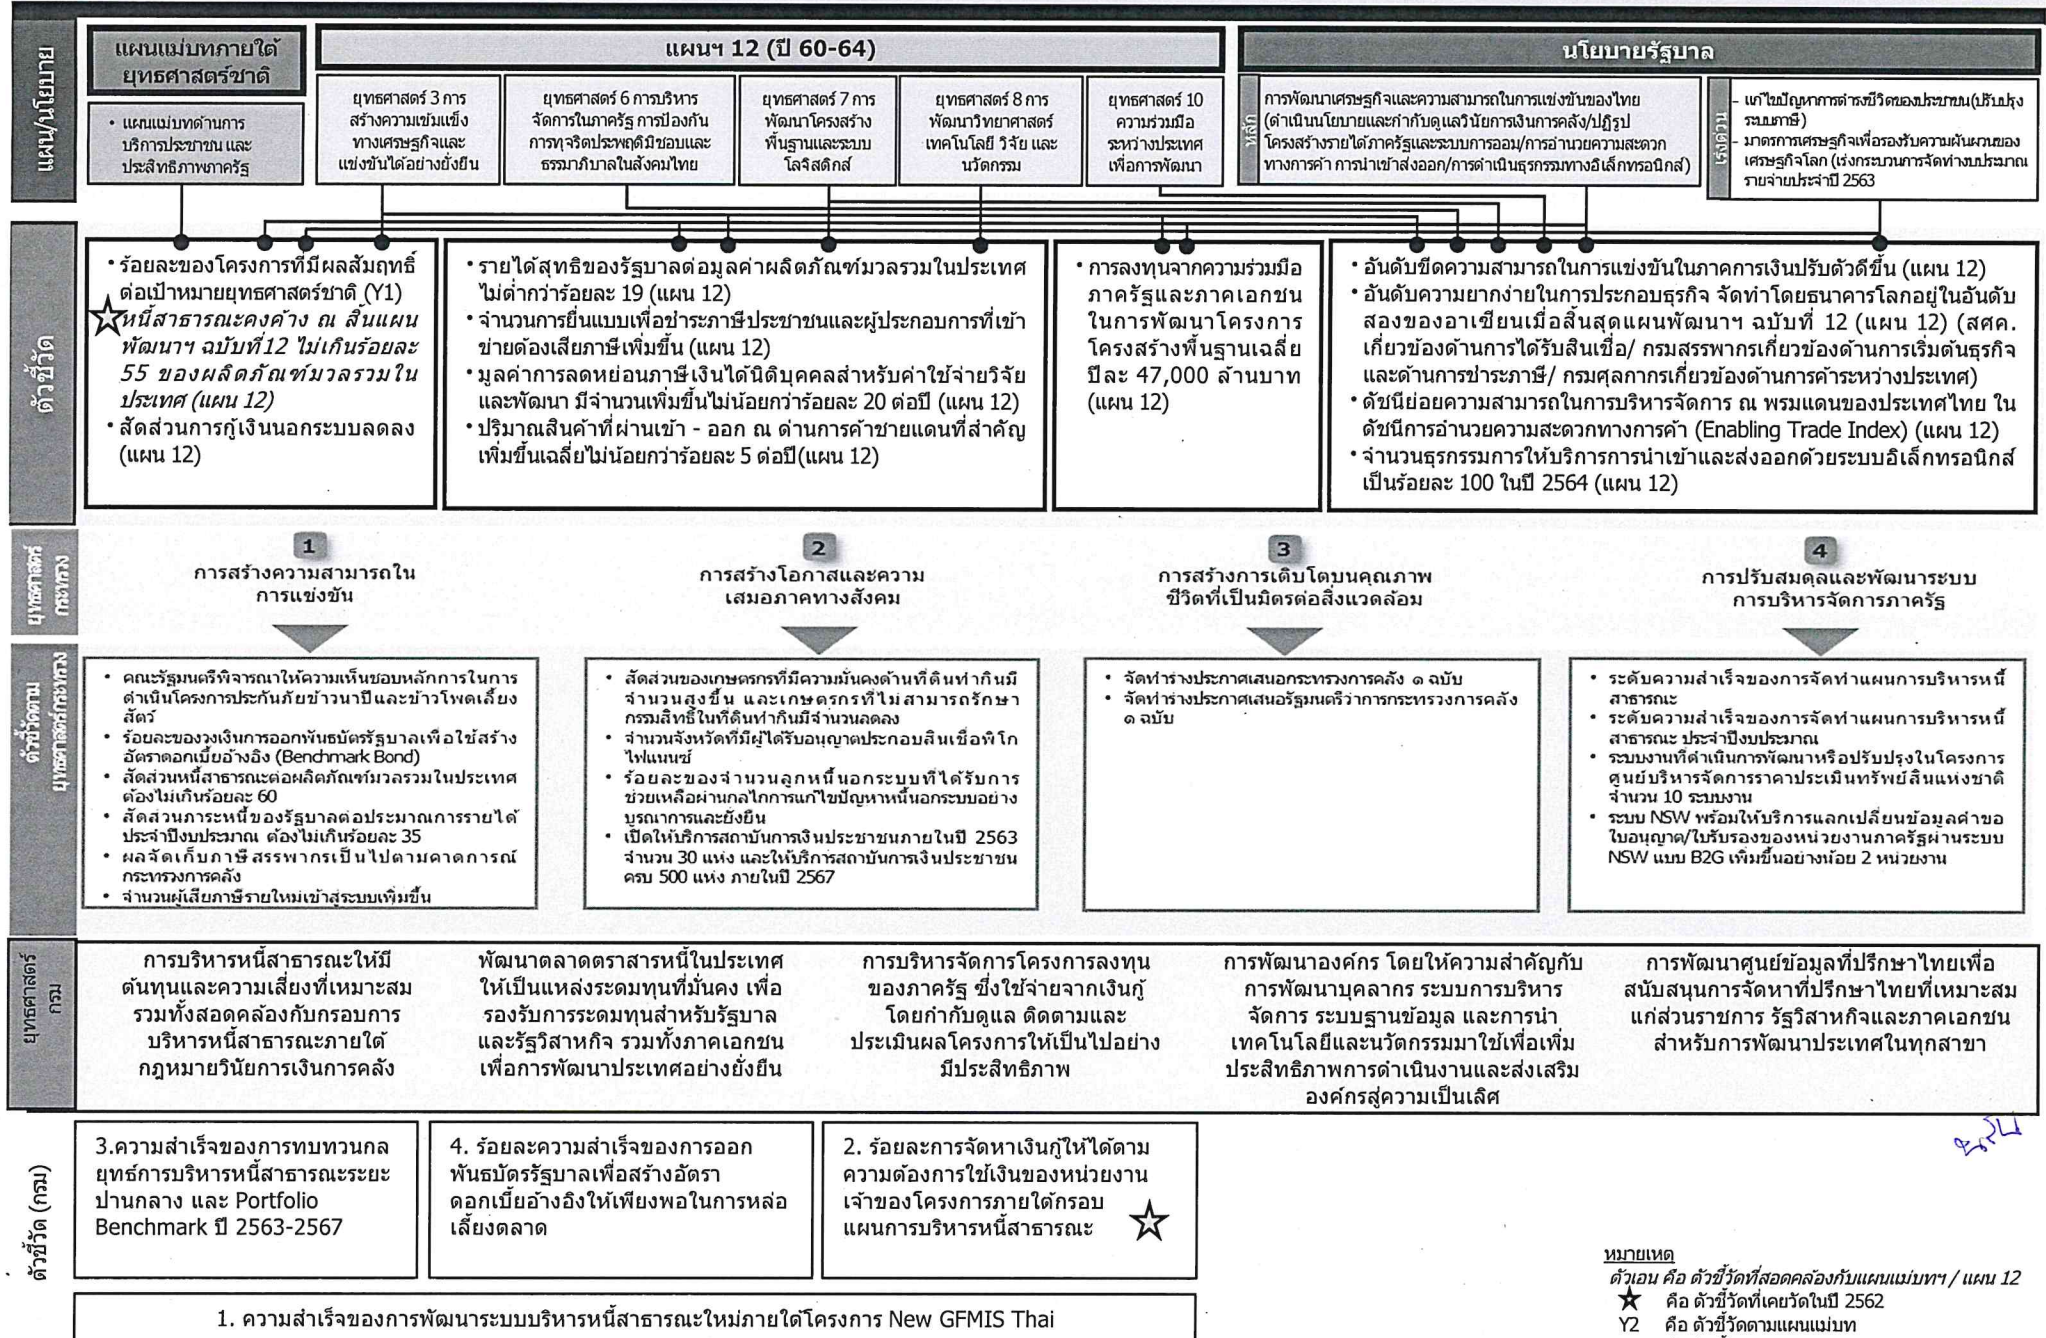 แผน/นโยบาย
แผนแม่บทภายใต้
ยุทธศาสตร์ชาติ
• แผนแม่บทด้านการ
บริการประชาชน และ
ประสิทธิภาพภาครัฐ
แผนฯ 12 (ปี 60-64)
ยุทธศาสตร์ 3 การ
สร้างความเข้มแข็ง
ทางเศรษฐกิจและ
แข่งขันได้อย่างยั่งยืน
ยุทธศาสตร์ 6 การบริหาร
จัดการในภาครัฐ การป้องกัน
การทุจริตประพฤติมิชอบและ
ธรรมาภิบาลในสังคมไทย
ยุทธศาสตร์ 7 การ
พัฒนาโครงสร้าง
พื้นฐานและระบบ
โลจิสติกส์
ยุทธศาสตร์ 8 การ
พัฒนาวิทยาศาสตร์
เทคโนโลยี วิจัย และ
นวัตกรรม
ยุทธศาสตร์ 10
ความร่วมมือ
ระหว่างประเทศ
เพื่อการพัฒนา
นโยบายรัฐบาล
หลัก
การพัฒนาเศรษฐกิจและความสามารถในการแข่งขันของไทย
(ดำเนินนโยบายและกำกับดูแลวินัยการเงินการคลัง/ปฏิรูป
โครงสร้างรายได้ภาครัฐและระบบการออม/การอำนวยความสะดวก
ทางการค้า การนำเข้าส่งออก/การดำเนินธุรกรรมทางอิเล็กทรอนิกส์)
เร่งด่วน
- แก้ไขปัญหาการดำรงชีวิตของประชาชน(ปรับปรุง
ระบบภาษี)
- มาตรการเศรษฐกิจเพื่อรองรับความผันผวนของ
เศรษฐกิจโลก (เร่งกระบวนการจัดทำงบประมาณ
รายจ่ายประจำปี 2563
ตัวชี้วัด
• ร้อยละของโครงการที่มีผลสัมฤทธิ์
ต่อเป้าหมายยุทธศาสตร์ชาติ (Y1)
หนี้สาธารณะคงค้าง ณ สิ้นแผน
พัฒนาฯ ฉบับที่12 ไม่เกินร้อยละ
55 ของผลิตภัณฑ์มวลรวมใน
ประเทศ (แผน 12)
• สัดส่วนการกู้เงินนอกระบบลดลง
(แผน 12)
• รายได้สุทธิของรัฐบาลต่อมูลค่าผลิตภัณฑ์มวลรวมในประเทศ
ไม่ต่ำกว่าร้อยละ 19 (แผน 12)
• จำนวนการยื่นแบบเพื่อชำระภาษีประชาชนและผู้ประกอบการที่เข้า
ข่ายต้องเสียภาษีเพิ่มขึ้น (แผน 12)
• มูลค่าการลดหย่อนภาษีเงินได้นิติบุคคลสำหรับค่าใช้จ่ายวิจัย
และพัฒนา มีจำนวนเพิ่มขึ้นไม่น้อยกว่าร้อยละ 20 ต่อปี (แผน 12)
• ปริมาณสินค้าที่ผ่านเข้า - ออก ณ ด่านการค้าชายแดนที่สำคัญ
เพิ่มขึ้นเฉลี่ยไม่น้อยกว่าร้อยละ 5 ต่อปี(แผน 12)
• การลงทุนจากความร่วมมือ
ภาครัฐและภาคเอกชน
ในการพัฒนาโครงการ
โครงสร้างพื้นฐานเฉลี่ย
ปีละ 47,000 ล้านบาท
(แผน 12)
• อันดับขีดความสามารถในการแข่งขันในภาคการเงินปรับตัวดีขึ้น (แผน 12)
• อันดับความยากง่ายในการประกอบธุรกิจ จัดทำโดยธนาคารโลกอยู่ในอันดับ
สองของอาเซียนเมื่อสิ้นสุดแผนพัฒนาฯ ฉบับที่ 12 (แผน 12) (สศค.
เกี่ยวข้องด้านการได้รับสินเชื่อ/ กรมสรรพากรเกี่ยวข้องด้านการเริ่มต้นธุรกิจ
และด้านการชำระภาษี/ กรมศุลกากรเกี่ยวข้องด้านการค้าระหว่างประเทศ)
• ดัชนีย่อยความสามารถในการบริหารจัดการ ณ พรมแดนของประเทศไทย ใน
ดัชนีการอำนวยความสะดวกทางการค้า (Enabling Trade Index) (แผน 12)
• จำนวนธุรกรรมการให้บริการการนำเข้าและส่งออกด้วยระบบอิเล็กทรอนิกส์
เป็นร้อยละ 100 ในปี 2564 (แผน 12)
ยุทธศาสตร์
กระทรวง
1
การสร้างความสามารถใน
การแข่งขัน
2
การสร้างโอกาสและความ
เสมอภาคทางสังคม
3
การสร้างการเติบโตบนคุณภาพ
ชีวิตที่เป็นมิตรต่อสิ่งแวดล้อม
4
การปรับสมดุลและพัฒนาระบบ
การบริหารจัดการภาครัฐ
ตัวชี้วัดตาม
ยุทธศาสตร์กระทรวง
• คณะรัฐมนตรีพิจารณาให้ความเห็นชอบหลักการในการ
ดำเนินโครงการประกันภัยข้าวนาปีและข้าวโพดเลี้ยง
สัตว์
• ร้อยละของวงเงินการออกพันธบัตรรัฐบาลเพื่อใช้สร้าง
อัตราดอกเบี้ยอ้างอิง (Benchmark Bond)
• สัดส่วนหนี้สาธารณะต่อผลิตภัณฑ์มวลรวมในประเทศ
ต้องไม่เกินร้อยละ 60
• สัดส่วนภาระหนี้ของรัฐบาลต่อประมาณการรายได้
ประจำปีงบประมาณ ต้องไม่เกินร้อยละ 35
• ผลจัดเก็บภาษีสรรพากรเป็นไปตามคาดการณ์
กระทรวงการคลัง
• จำนวนผู้เสียภาษีรายใหม่เข้าสู่ระบบเพิ่มขึ้น
• สัดส่วนของเกษตรกรที่มีความมั่นคงด้านที่ดินทำกินมี
จำนวนสูงขึ้น และเกษตรกรที่ไม่สามารถรักษา
กรรมสิทธิ์ในที่ดินทำกินมีจำนวนลดลง
• จำนวนจังหวัดที่มีผู้ได้รับอนุญาตประกอบสินเชื่อพิโก
ไฟแนนซ์
• ร้อยละของจำนวนลูกหนี้นอกระบบที่ได้รับการ
ช่วยเหลือผ่านกลไกการแก้ไขปัญหาหนี้นอกระบบอย่าง
บูรณาการและยั่งยืน
• เปิดให้บริการสถาบันการเงินประชาชนภายในปี 2563
จำนวน 30 แห่ง และให้บริการสถาบันการเงินประชาชน
ครบ 500 แห่ง ภายในปี 2567
• จัดทำร่างประกาศเสนอกระทรวงการคลัง ๑ ฉบับ
• จัดทำร่างประกาศเสนอรัฐมนตรีว่าการกระทรวงการคลัง
๑ ฉบับ
• ระดับความสำเร็จของการจัดทำแผนการบริหารหนี้
สาธารณะ
• ระดับความสำเร็จของการจัดทำแผนการบริหารหนี้
สาธารณะ ประจำปีงบประมาณ
• ระบบงานที่ดำเนินการพัฒนาหรือปรับปรุงในโครงการ
ศูนย์บริหารจัดการราคาประเมินทรัพย์สินแห่งชาติ
จำนวน 10 ระบบงาน
• ระบบ NSW พร้อมให้บริการแลกเปลี่ยนข้อมูลคำขอ
ใบอนุญาต/ใบรับรองของหน่วยงานภาครัฐผ่านระบบ
NSW แบบ B2G เพิ่มขึ้นอย่างน้อย 2 หน่วยงาน
ยุทธศาสตร์
กรม
การบริหารหนี้สาธารณะให้มี
ต้นทุนและความเสี่ยงที่เหมาะสม
รวมทั้งสอดคล้องกับกรอบการ
บริหารหนี้สาธารณะภายใต้
กฎหมายวินัยการเงินการคลัง
พัฒนาตลาดตราสารหนี้ในประเทศ
ให้เป็นแหล่งระดมทุนที่มั่นคง เพื่อ
รองรับการระดมทุนสำหรับรัฐบาล
และรัฐวิสาหกิจ รวมทั้งภาคเอกชน
เพื่อการพัฒนาประเทศอย่างยั่งยืน
การบริหารจัดการโครงการลงทุน
ของภาครัฐ ซึ่งใช้จ่ายจากเงินกู้
โดยกำกับดูแล ติดตามและ
ประเมินผลโครงการให้เป็นไปอย่าง
มีประสิทธิภาพ
การพัฒนาองค์กร โดยให้ความสำคัญกับ
การพัฒนาบุคลากร ระบบการบริหาร
จัดการ ระบบฐานข้อมูล และการนำ
เทคโนโลยีและนวัตกรรมมาใช้เพื่อเพิ่ม
ประสิทธิภาพการดำเนินงานและส่งเสริม
องค์กรสู่ความเป็นเลิศ
การพัฒนาศูนย์ข้อมูลที่ปรึกษาไทยเพื่อ
สนับสนุนการจัดหาที่ปรึกษาไทยที่เหมาะสม
แก่ส่วนราชการ รัฐวิสาหกิจและภาคเอกชน
สำหรับการพัฒนาประเทศในทุกสาขา
ตัวชี้วัด (กรม)
3.ความสำเร็จของการทบทวนกล
ยุทธ์การบริหารหนี้สาธารณะระยะ
ปานกลาง และ Portfolio
Benchmark ปี 2563-2567
4. ร้อยละความสำเร็จของการออก
พันธบัตรรัฐบาลเพื่อสร้างอัตรา
ดอกเบี้ยอ้างอิงให้เพียงพอในการหล่อ
เลี้ยงตลาด
2. ร้อยละการจัดหาเงินกู้ให้ได้ตาม
ความต้องการใช้เงินของหน่วยงาน
เจ้าของโครงการภายใต้กรอบ
แผนการบริหารหนี้สาธารณะ
1. ความสำเร็จของการพัฒนาระบบบริหารหนี้สาธารณะใหม่ภายใต้โครงการ New GFMIS Thai
หมายเหตุ
ตัวเอน คือ ตัวชี้วัดที่สอดคล้องกับแผนแม่บทฯ / แผน 12
คือ ตัวชี้วัดที่เคยวัดในปี 2562
Y2 คือ ตัวชี้วัดตามแผนแม่บท